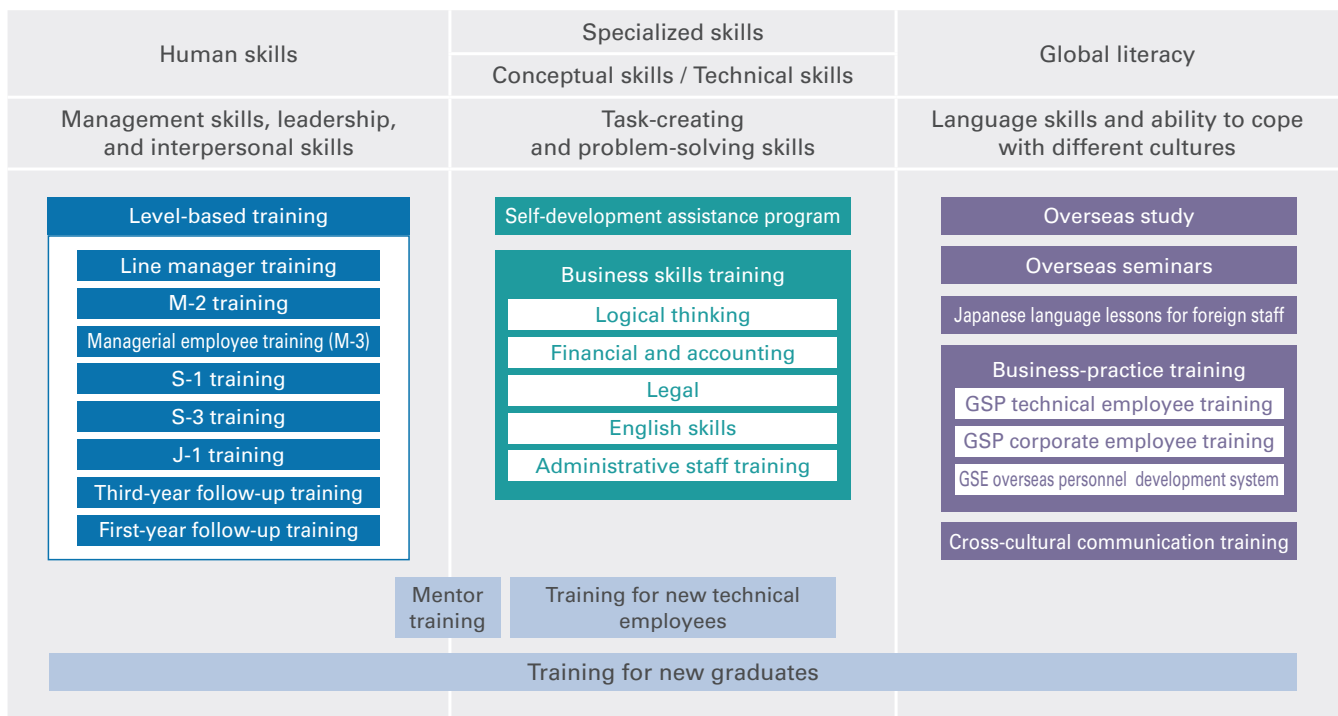 Human skills
Specialized skills
Conceptual skills / Technical skills
Global literacy
Management skills, leadership,
and interpersonal skills
Task-creating
and problem-solving skills
Language skills and ability to cope
with different cultures
Level-based training
Line manager training
M-2 training
Managerial employee training (M-3)
S-1 training
S-3 training
J-1 training
Third-year follow-up training
First-year follow-up training
Self-development assistance program
Business skills training
Logical thinking
Financial and accounting
Legal
English skills
Administrative staff training
Overseas study
Overseas seminars
Japanese language lessons for foreign staff
Business-practice training
GSP technical employee training
GSP corporate employee training
GSE overseas personnel development system
Cross-cultural communication training
Mentor
training
Training for new technical
employees
Training for new graduates